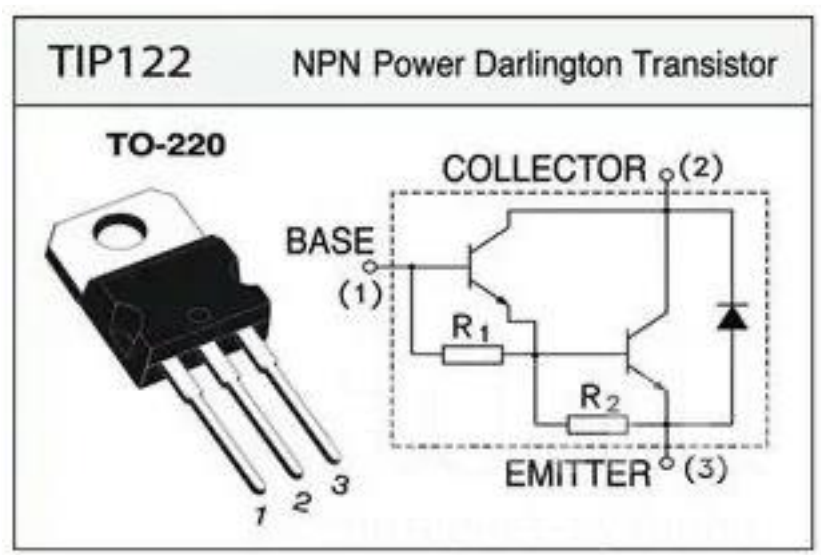 TIP122 NPN Power Darlington Transistor
TO-220
COLLECTOR (2)
BASE
(1)
R1
R2
EMITTER (3)
1 2 3